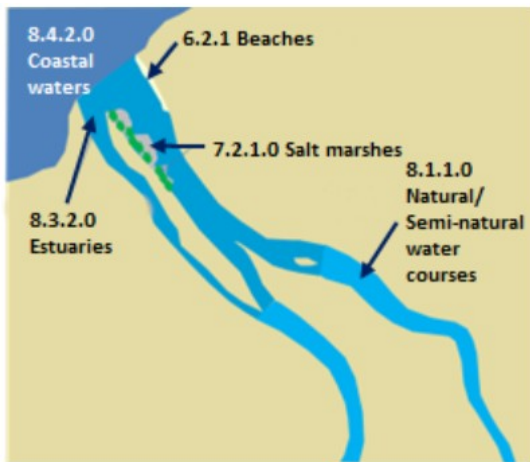 8.4.2.0
Coastal
waters
6.2.1 Beaches
7.2.1.0 Salt marshes
8.1.1.0
Natural/
Semi-natural
water
courses
8.3.2.0
Estuaries